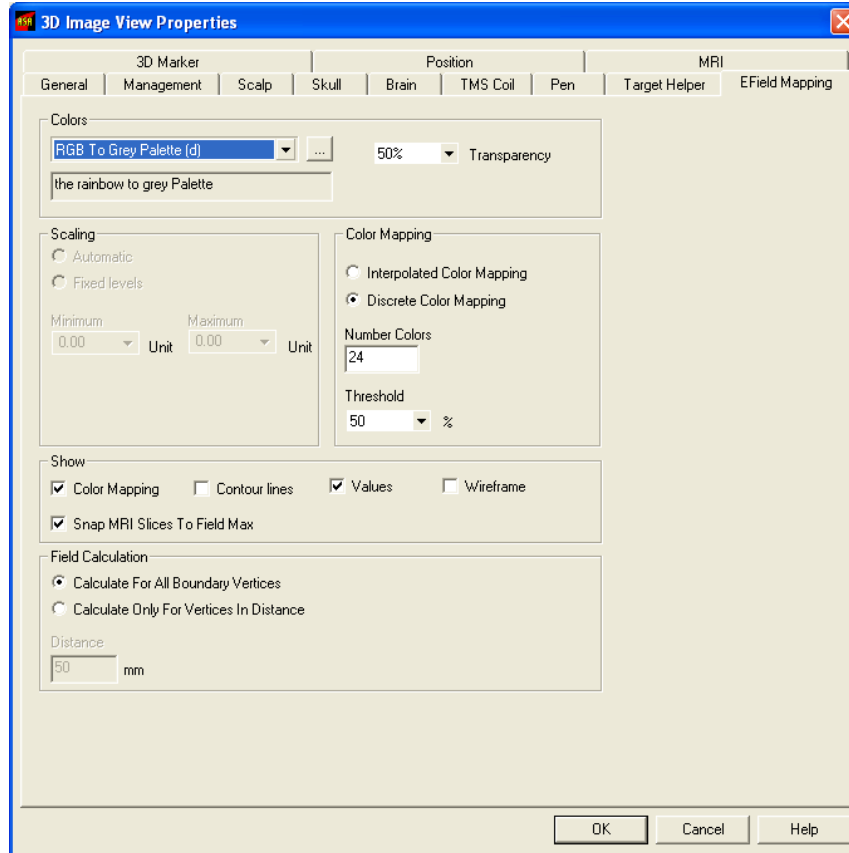 ASA 3D Image View Properties
3D Marker Position MRI
General Management Scalp Skull Brain TMS Coil Pen Target Helper EField Mapping
Colors
RGB To Grey Palette (d) ... 50% Transparency
the rainbow to grey Palette
Scaling Color Mapping
Automatic
Interpolated Color Mapping
Fixed levels
Discrete Color Mapping
Minimum Maximum
Number Colors
0.00 Unit 0.00 Unit
24
Threshold
50 %
Show
Color Mapping Contour lines Values Wireframe
Snap MRI Slices To Field Max
Field Calculation
Calculate For All Boundary Vertices
Calculate Only For Vertices In Distance
Distance
50 mm
OK Cancel Help